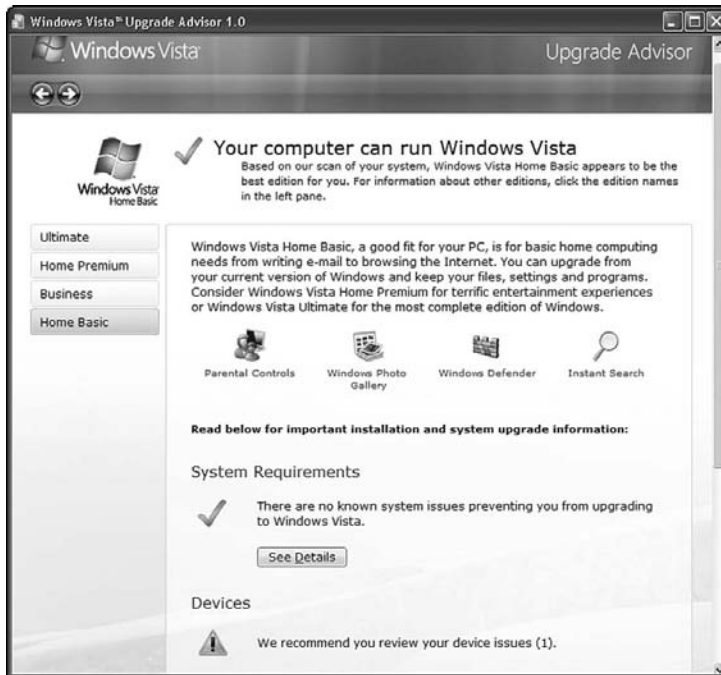 Windows Vista™ Upgrade Advisor 1.0
Windows Vista™
Upgrade Advisor
Your computer can run Windows Vista
Based on our scan of your system, Windows Vista Home Basic appears to be the
best edition for you. For information about other editions, click the edition names
in the left pane.
Windows Vista™
Home Basic
Ultimate
Home Premium
Business
Home Basic
Windows Vista Home Basic, a good fit for your PC, is for basic home computing
needs from writing e-mail to browsing the Internet. You can upgrade from
your current version of Windows and keep your files, settings and programs.
Consider Windows Vista Home Premium for terrific entertainment experiences
or Windows Vista Ultimate for the most complete edition of Windows.
Parental Controls
Windows Photo
Gallery
Windows Defender
Instant Search
Read below for important installation and system upgrade information:
System Requirements
There are no known system issues preventing you from upgrading
to Windows Vista.
See Details
Devices
We recommend you review your device issues (1).